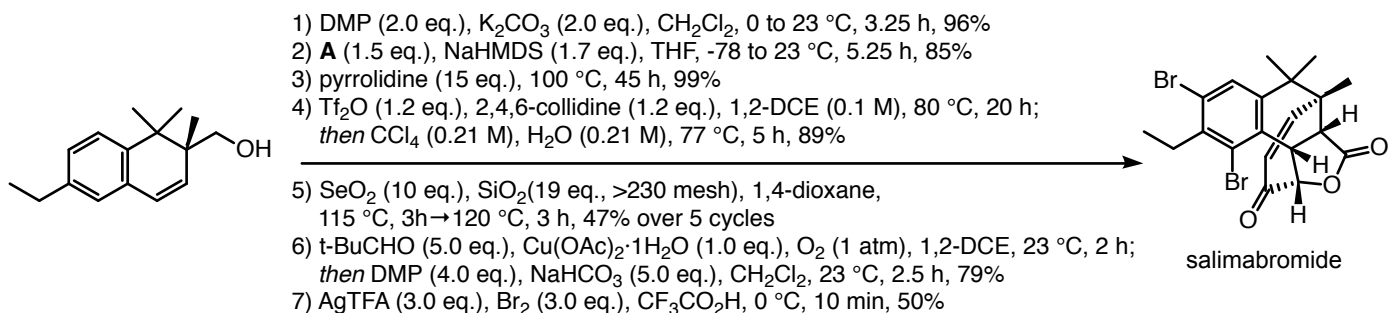 1) DMP (2.0 eq.), K₂CO₃ (2.0 eq.), CH₂Cl₂, 0 to 23 °C, 3.25 h, 96%
2) A (1.5 eq.), NaHMDS (1.7 eq.), THF, -78 to 23 °C, 5.25 h, 85%
3) pyrrolidine (15 eq.), 100 °C, 45 h, 99%
4) Tf₂O (1.2 eq.), 2,4,6-collidine (1.2 eq.), 1,2-DCE (0.1 M), 80 °C, 20 h;
then CCl₄ (0.21 M), H₂O (0.21 M), 77 °C, 5 h, 89%
OH
5) SeO₂ (10 eq.), SiO₂(19 eq., >230 mesh), 1,4-dioxane,
115 °C, 3h→120 °C, 3 h, 47% over 5 cycles
6) t-BuCHO (5.0 eq.), Cu(OAc)₂·1H₂O (1.0 eq.), O₂ (1 atm), 1,2-DCE, 23 °C, 2 h;
then DMP (4.0 eq.), NaHCO₃ (5.0 eq.), CH₂Cl₂, 23 °C, 2.5 h, 79%
7) AgTFA (3.0 eq.), Br₂ (3.0 eq.), CF₃CO₂H, 0 °C, 10 min, 50%
Br
H
O
H
Br
O
O
H
salimabromide